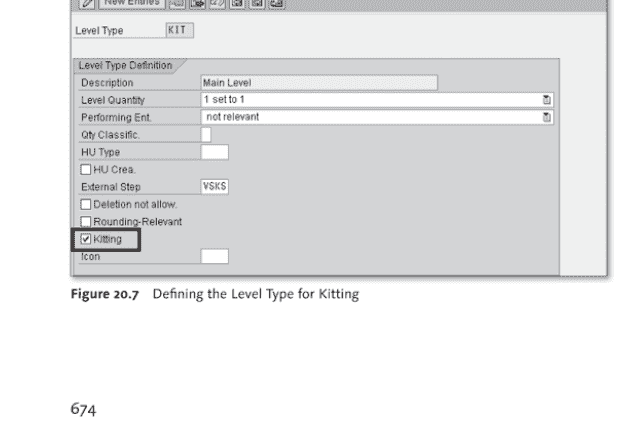 New Entries
Level Type KIT
Level Type Definition
Description Main Level
Level Quantity 1 set to 1
Performing Ent. not relevant
Qty Classific.
HU Type
HU Crea.
External Step VSKS
Deletion not allow.
Rounding-Relevant
Kitting
Icon
Figure 20.7 Defining the Level Type for Kitting
674